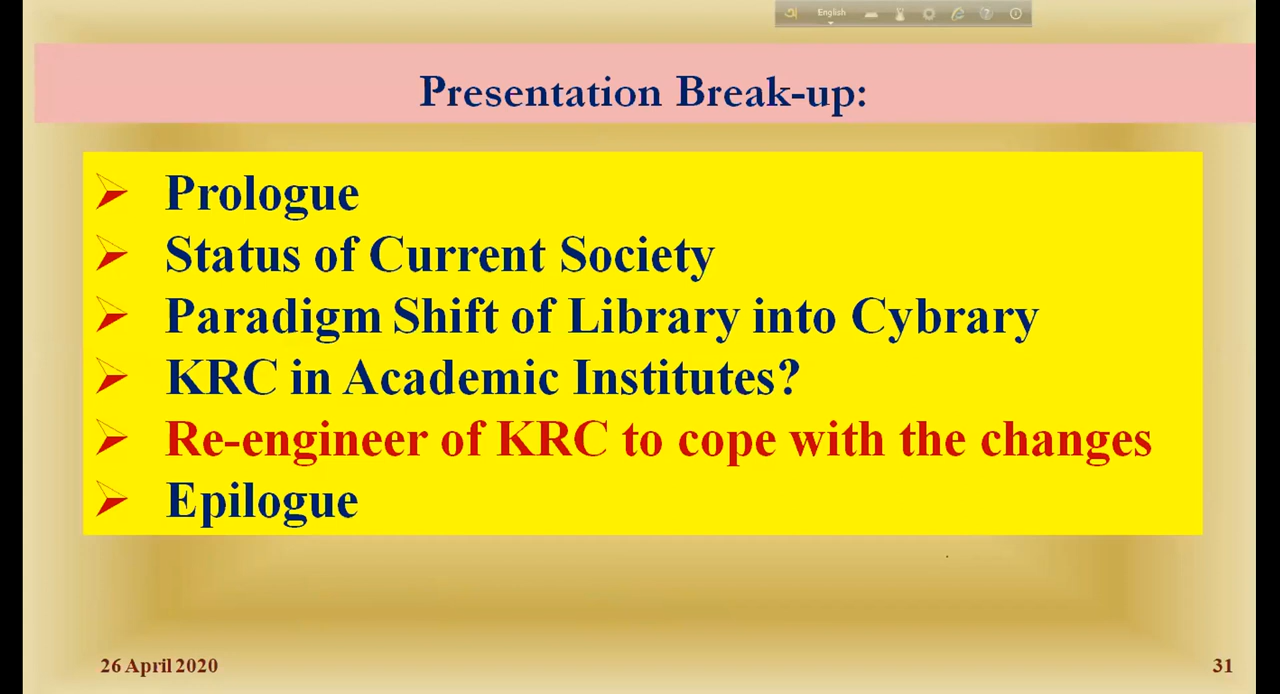 English
Presentation Break-up:
Prologue
Status of Current Society
Paradigm Shift of Library into Cybrary
KRC in Academic Institutes?
Re-engineer of KRC to cope with the changes
Epilogue
26 April 2020
31